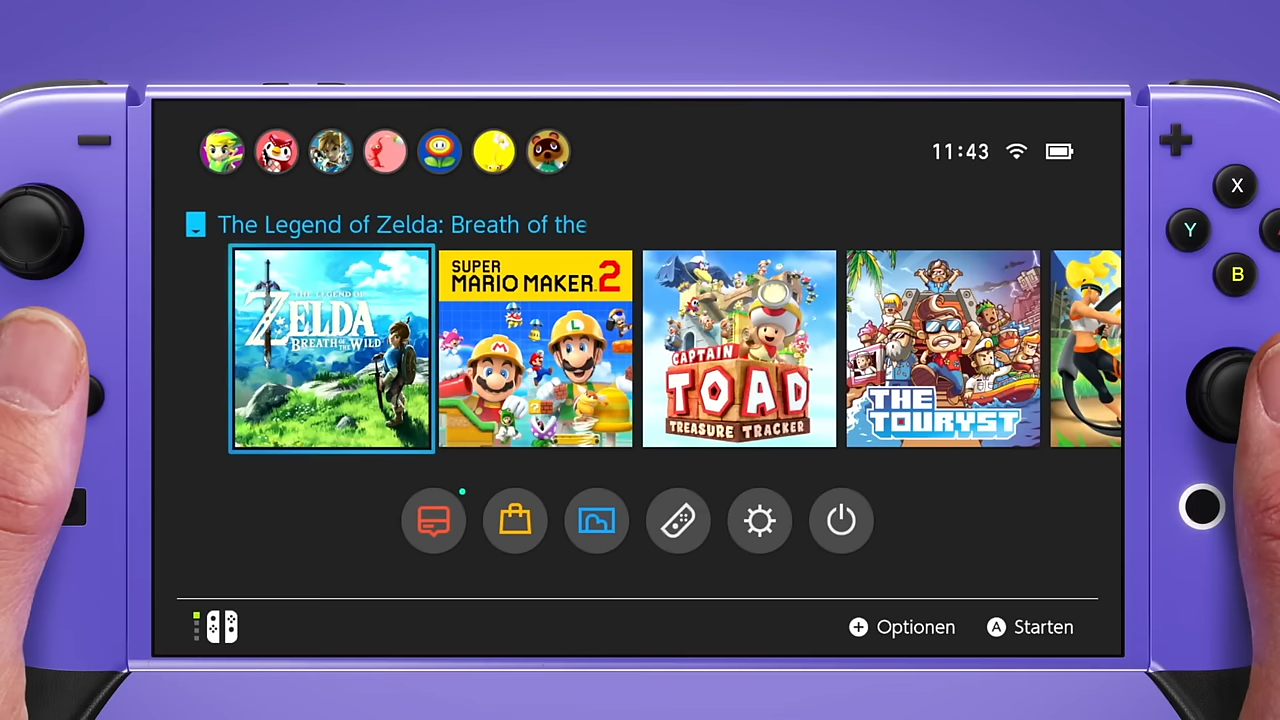 11:43
The Legend of Zelda: Breath of the
THE LEGEND OF
ZELDA
BREATH OF THE WILD
SUPER
MARIO MAKER 2
CAPTAIN
TOAD
TREASURE TRACKER
THE
TOURYST
X
Y
B
Optionen
A Starten